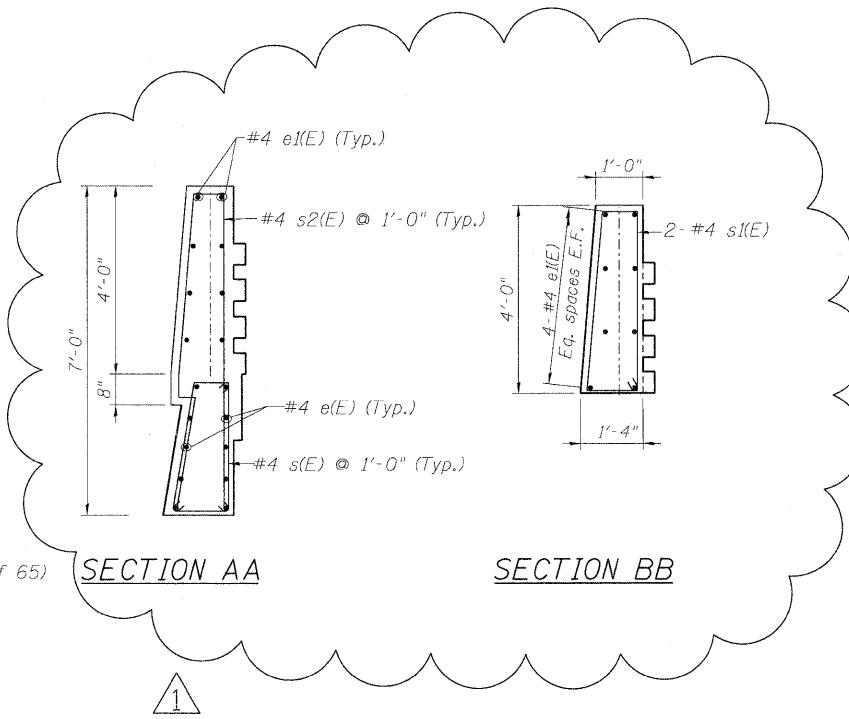 #4 e1(E) (Typ.)
#4 s2(E) @ 1'-0" (Typ.)
4'-0"
7'-0"
8"
#4 e(E) (Typ.)
#4 s(E) @ 1'-0" (Typ.)
f 65)
SECTION AA
1'-0"
2-#4 s1(E)
4'-0"
4-#4 e1(E)
Eq. spaces E.F.
1'-4"
SECTION BB
1